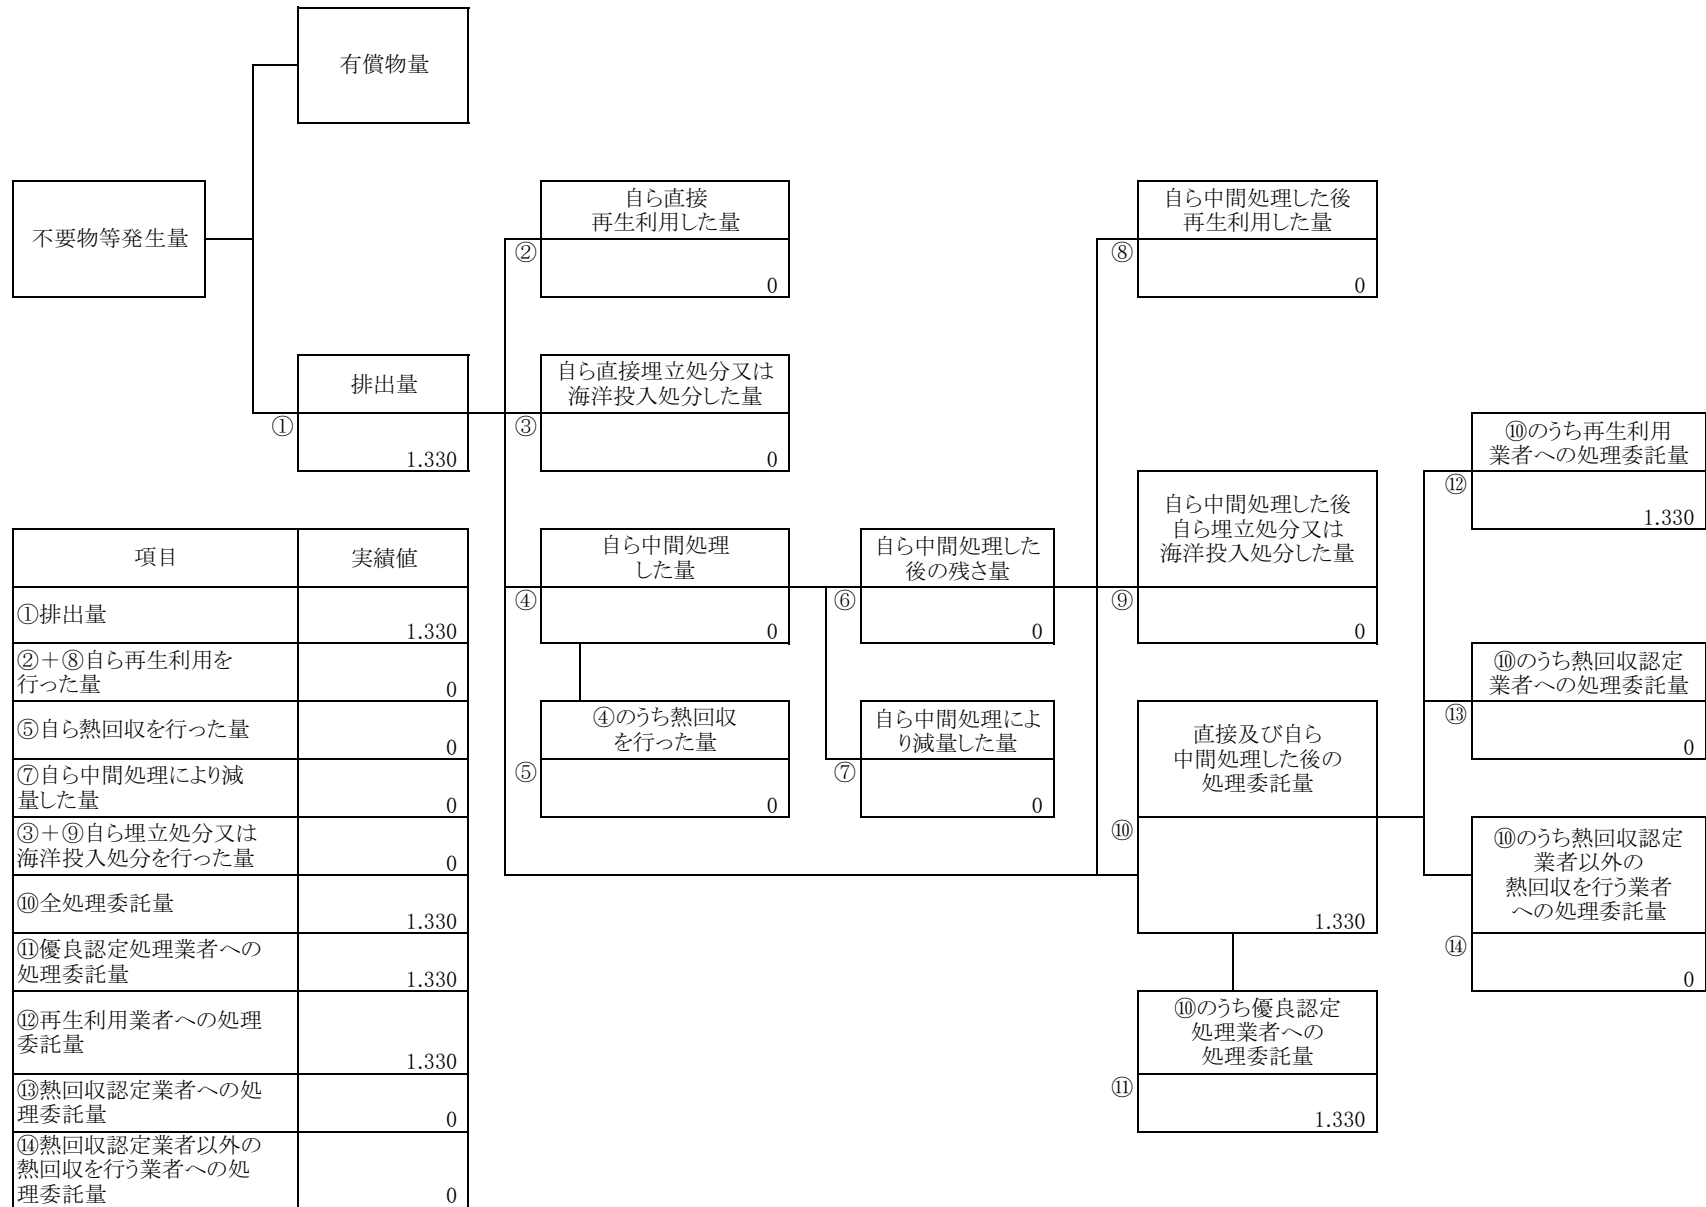 有償物量
不要物等発生量
自ら直接
再生利用した量
②
0
自ら中間処理した後
再生利用した量
⑧
0
排出量
①
1.330
自ら直接埋立処分又は
海洋投入処分した量
③
0
⑩のうち再生利用
業者への処理委託量
⑫
1.330
自ら中間処理
した量
④
0
自ら中間処理した
後の残さ量
⑥
0
自ら中間処理した後
自ら埋立処分又は
海洋投入処分した量
⑨
0
⑩のうち熱回収認定
業者への処理委託量
⑬
0
④のうち熱回収
を行った量
⑤
0
自ら中間処理によ
り減量した量
⑦
0
直接及び自ら
中間処理した後の
処理委託量
⑩
1.330
⑩のうち熱回収認定
業者以外の
熱回収を行う業者
への処理委託量
⑭
0
⑩のうち優良認定
処理業者への
処理委託量
⑪
1.330
項目 実績値
①排出量
1.330
②＋⑧自ら再生利用を
行った量
0
⑤自ら熱回収を行った量
0
⑦自ら中間処理により減
量した量
0
③＋⑨自ら埋立処分又は
海洋投入処分を行った量
0
⑩全処理委託量
1.330
⑪優良認定処理業者への
処理委託量
1.330
⑫再生利用業者への処理
委託量
1.330
⑬熱回収認定業者への処
理委託量
0
⑭熱回収認定業者以外の
熱回収を行う業者への処
理委託量
0